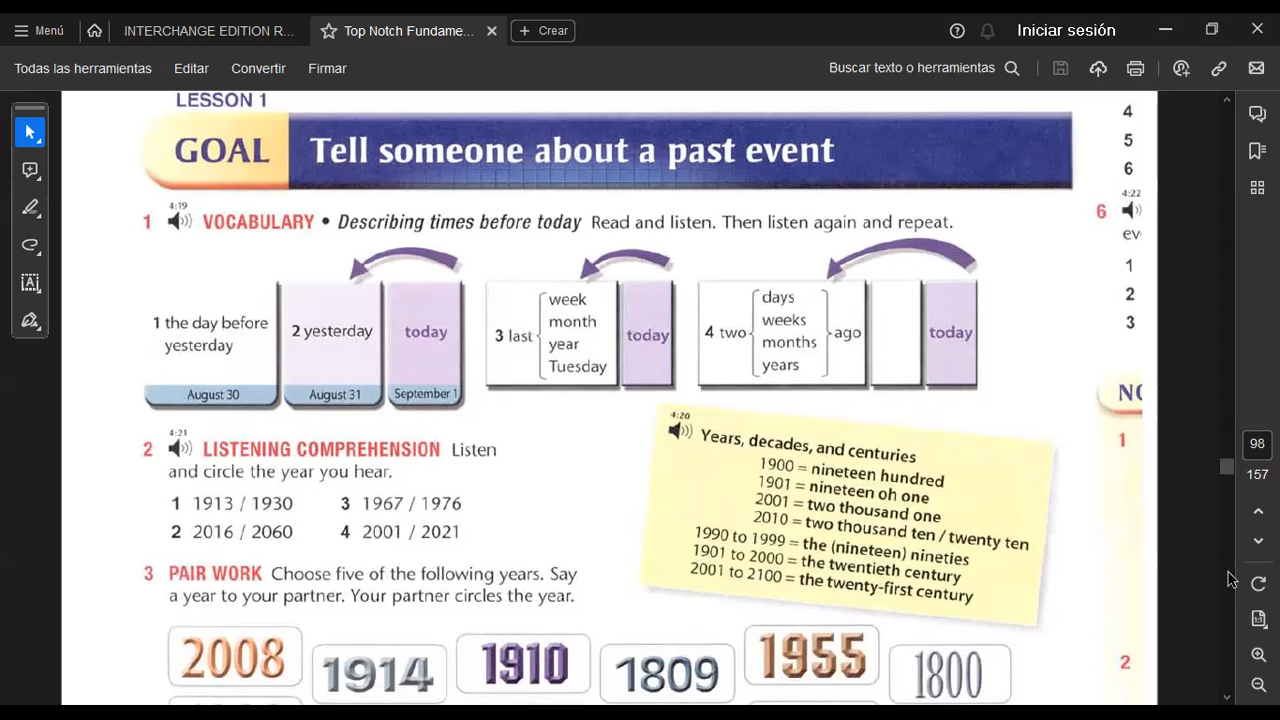 Menú
INTERCHANGE EDITION R...
Top Notch Fundame...
Crear
Iniciar sesión
Todas las herramientas
Editar
Convertir
Firmar
Buscar texto o herramientas
LESSON 1
GOAL Tell someone about a past event
4:19
1 VOCABULARY • Describing times before today Read and listen. Then listen again and repeat.
1 the day before
yesterday
August 30
2 yesterday
August 31
today
September 1
3 last
week
month
year
Tuesday
today
4 two
days
weeks
months
years
ago
today
4:21
2 LISTENING COMPREHENSION Listen
and circle the year you hear.
1 1913 / 1930
3 1967 / 1976
2 2016 / 2060
4 2001 / 2021
4:20
Years, decades, and centuries
1900 = nineteen hundred
1901 = nineteen oh one
2001 = two thousand one
2010 = two thousand ten / twenty ten
1990 to 1999 = the (nineteen) nineties
1901 to 2000 = the twentieth century
2001 to 2100 = the twenty-first century
3 PAIR WORK Choose five of the following years. Say
a year to your partner. Your partner circles the year.
2008
1914
1910
1809
1955
1800
4
5
6
4:22
6
ev
1
2
3
NO
1
2
98
157